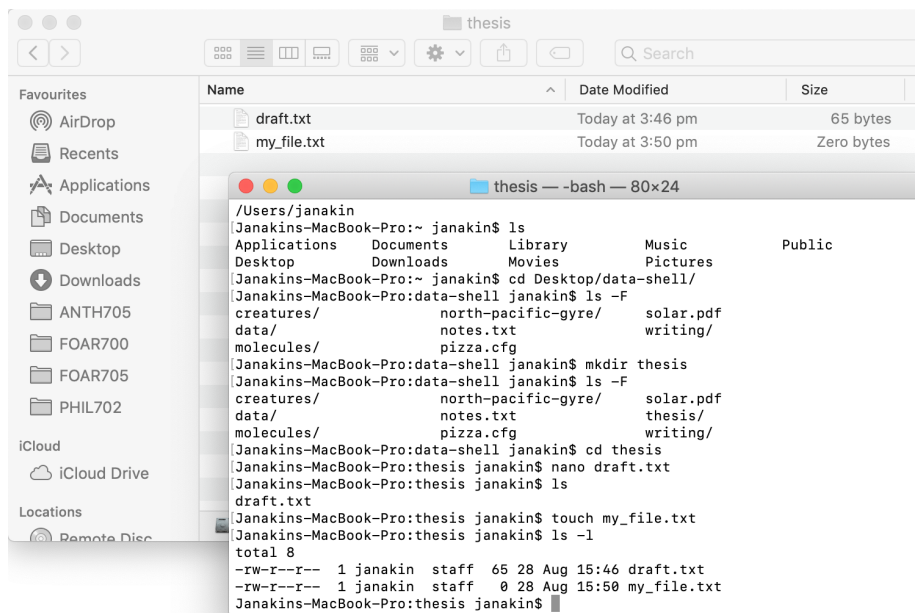 thesis
Search
Favourites
AirDrop
Recents
Applications
Documents
Desktop
Downloads
ANTH705
FOAR700
FOAR705
PHIL702
iCloud
iCloud Drive
Locations
Remote Disc
Name Date Modified Size
draft.txt Today at 3:46 pm 65 bytes
my_file.txt Today at 3:50 pm Zero bytes
thesis — -bash — 80×24
/Users/janakin
[Janakins-MacBook-Pro:~ janakin$ ls
Applications Documents Library Music Public
Desktop Downloads Movies Pictures
[Janakins-MacBook-Pro:~ janakin$ cd Desktop/data-shell/
[Janakins-MacBook-Pro:data-shell janakin$ ls -F
creatures/ north-pacific-gyre/ solar.pdf
data/ notes.txt writing/
molecules/ pizza.cfg
[Janakins-MacBook-Pro:data-shell janakin$ mkdir thesis
[Janakins-MacBook-Pro:data-shell janakin$ ls -F
creatures/ north-pacific-gyre/ solar.pdf
data/ notes.txt thesis/
molecules/ pizza.cfg writing/
[Janakins-MacBook-Pro:data-shell janakin$ cd thesis
[Janakins-MacBook-Pro:thesis janakin$ nano draft.txt
[Janakins-MacBook-Pro:thesis janakin$ ls
draft.txt
[Janakins-MacBook-Pro:thesis janakin$ touch my_file.txt
[Janakins-MacBook-Pro:thesis janakin$ ls -l
total 8
-rw-r--r-- 1 janakin staff 65 28 Aug 15:46 draft.txt
-rw-r--r-- 1 janakin staff 0 28 Aug 15:50 my_file.txt
Janakins-MacBook-Pro:thesis janakin$